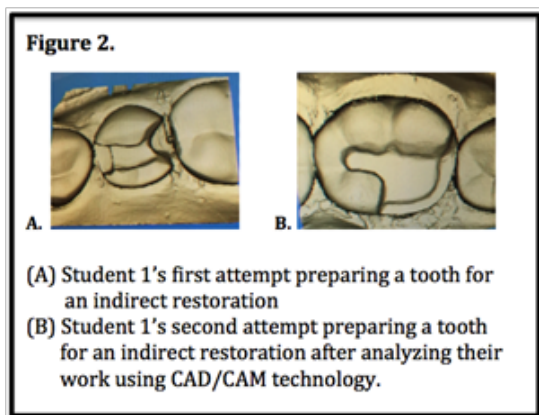 Figure 2.
A.
B.
(A) Student 1's first attempt preparing a tooth for
an indirect restoration
(B) Student 1's second attempt preparing a tooth
for an indirect restoration after analyzing their
work using CAD/CAM technology.